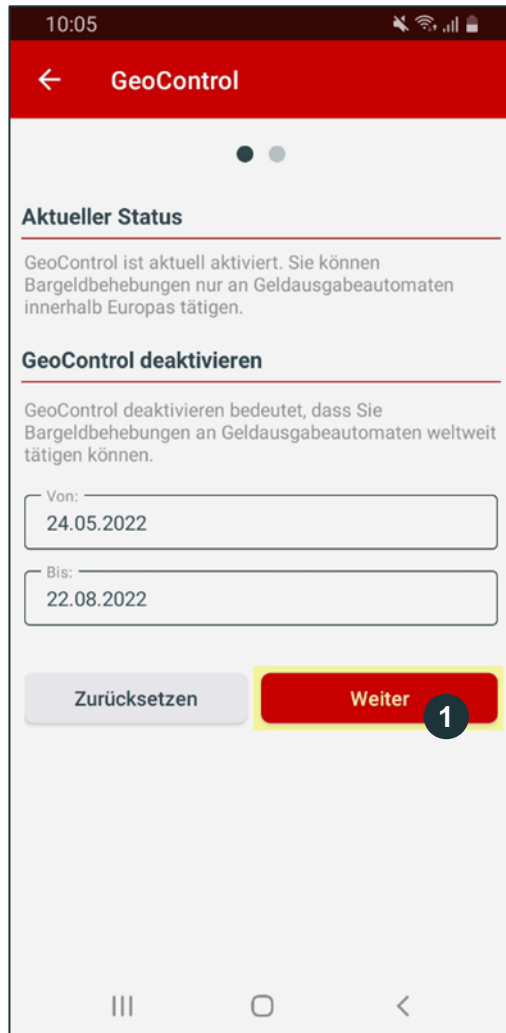 10:05
GeoControl
Aktueller Status
GeoControl ist aktuell aktiviert. Sie können
Bargeldbehebungen nur an Geldausgabeautomaten
innerhalb Europas tätigen.
GeoControl deaktivieren
GeoControl deaktivieren bedeutet, dass Sie
Bargeldbehebungen an Geldausgabeautomaten weltweit
tätigen können.
Von:
24.05.2022
Bis:
22.08.2022
Zurücksetzen Weiter 1